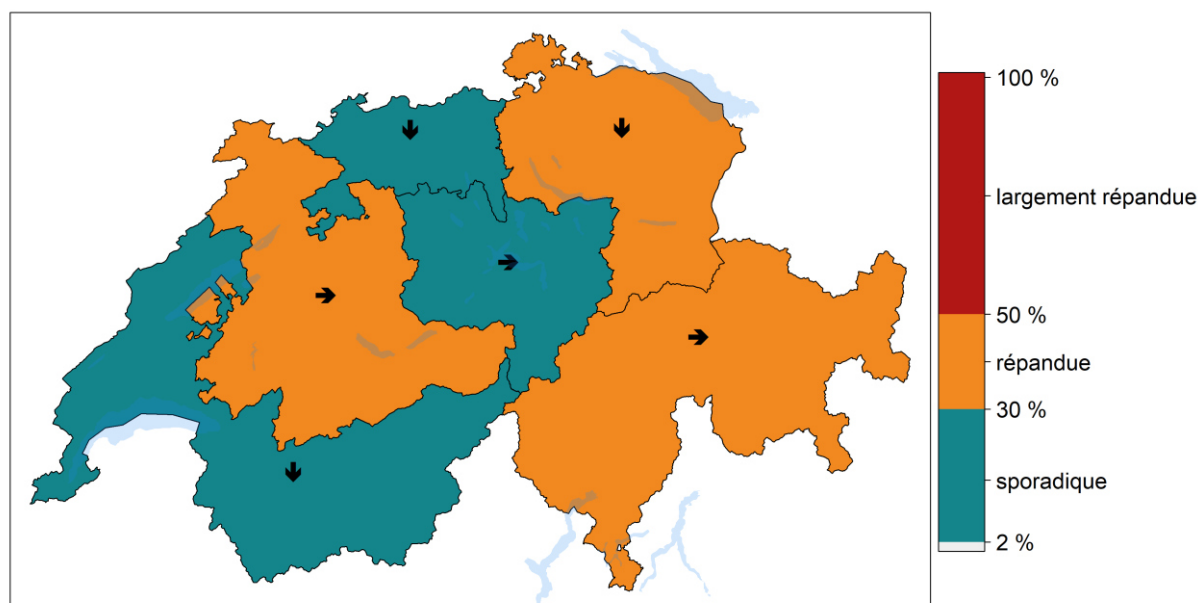 100 %
largement répandue
50 %
répandue
30 %
sporadique
2 %